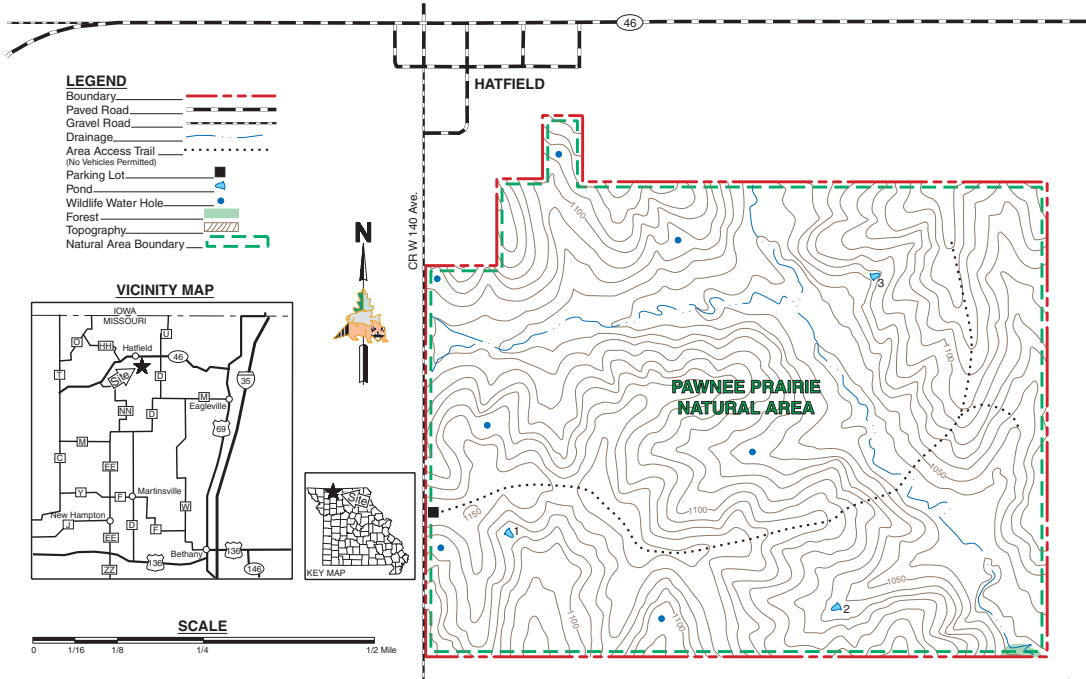 46
HATFIELD
LEGEND
Boundary
Paved Road
Gravel Road
Drainage
Area Access Trail
(No Vehicles Permitted)
Parking Lot
Pond
Wildlife Water Hole
Forest
Topography
Natural Area Boundary
CR W 140 Ave.
N
VICINITY MAP
IOWA
MISSOURI
U
O
HH
Hatfield
46
T
Site
D
35
M
NN
D
Eagleville
69
M
C
EE
Y
F
Martinsville
W
New Hampton
J
D
F
EE
Bethany
136
136
ZZ
146
Site
KEY MAP
SCALE
0 1/16 1/8 1/4 1/2 Mile
1100
3
1100
PAWNEE PRAIRIE
NATURAL AREA
1050
1150
1100
1
1050
2
1100
1100